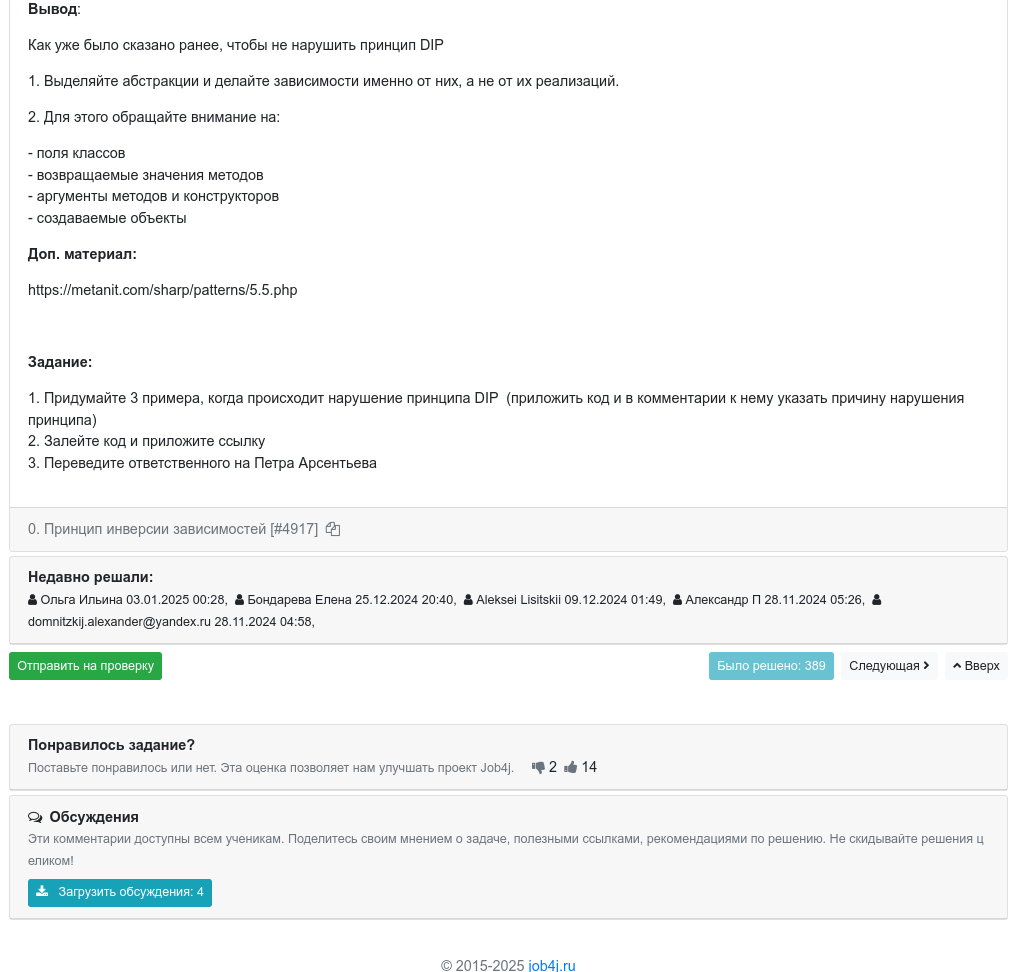 Вывод:
Как уже было сказано ранее, чтобы не нарушить принцип DIP
1. Выделяйте абстракции и делайте зависимости именно от них, а не от их реализаций.
2. Для этого обращайте внимание на:
- поля классов
- возвращаемые значения методов
- аргументы методов и конструкторов
- создаваемые объекты
Доп. материал:
https://metanit.com/sharp/patterns/5.5.php
Задание:
1. Придумайте 3 примера, когда происходит нарушение принципа DIP  (приложить код и в комментарии к нему указать причину нарушения
принципа)
2. Залейте код и приложите ссылку
3. Переведите ответственного на Петра Арсентьева
0. Принцип инверсии зависимостей [#4917]
Недавно решали:
Ольга Ильина 03.01.2025 00:28, Бондарева Елена 25.12.2024 20:40, Aleksei Lisitskii 09.12.2024 01:49, Александр П 28.11.2024 05:26,
domnitzkij.alexander@yandex.ru 28.11.2024 04:58,
Отправить на проверку Было решено: 389 Следующая Вверх
Понравилось задание?
Поставьте понравилось или нет. Эта оценка позволяет нам улучшать проект Job4j. 2 14
Обсуждения
Эти комментарии доступны всем ученикам. Поделитесь своим мнением о задаче, полезными ссылками, рекомендациями по решению. Не скидывайте решения ц
еликом!
Загрузить обсуждения: 4
© 2015-2025 job4j.ru